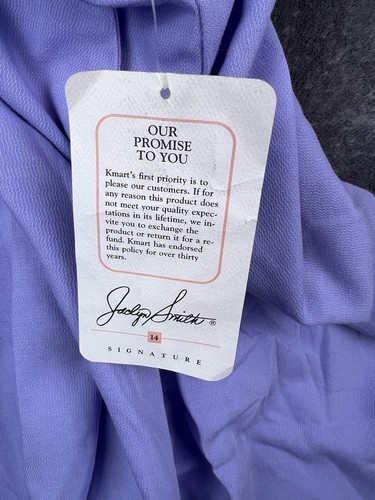 OUR
PROMISE
TO YOU
Kmart's first priority is to
please our customers. If for
any reason this product does
not meet your quality expec-
tations in its lifetime, we in-
vite you to exchange the
product or return it for a re-
fund. Kmart has endorsed
this policy for over thirty
years.
Jaclyn Smith ®
14
SIGNATURE